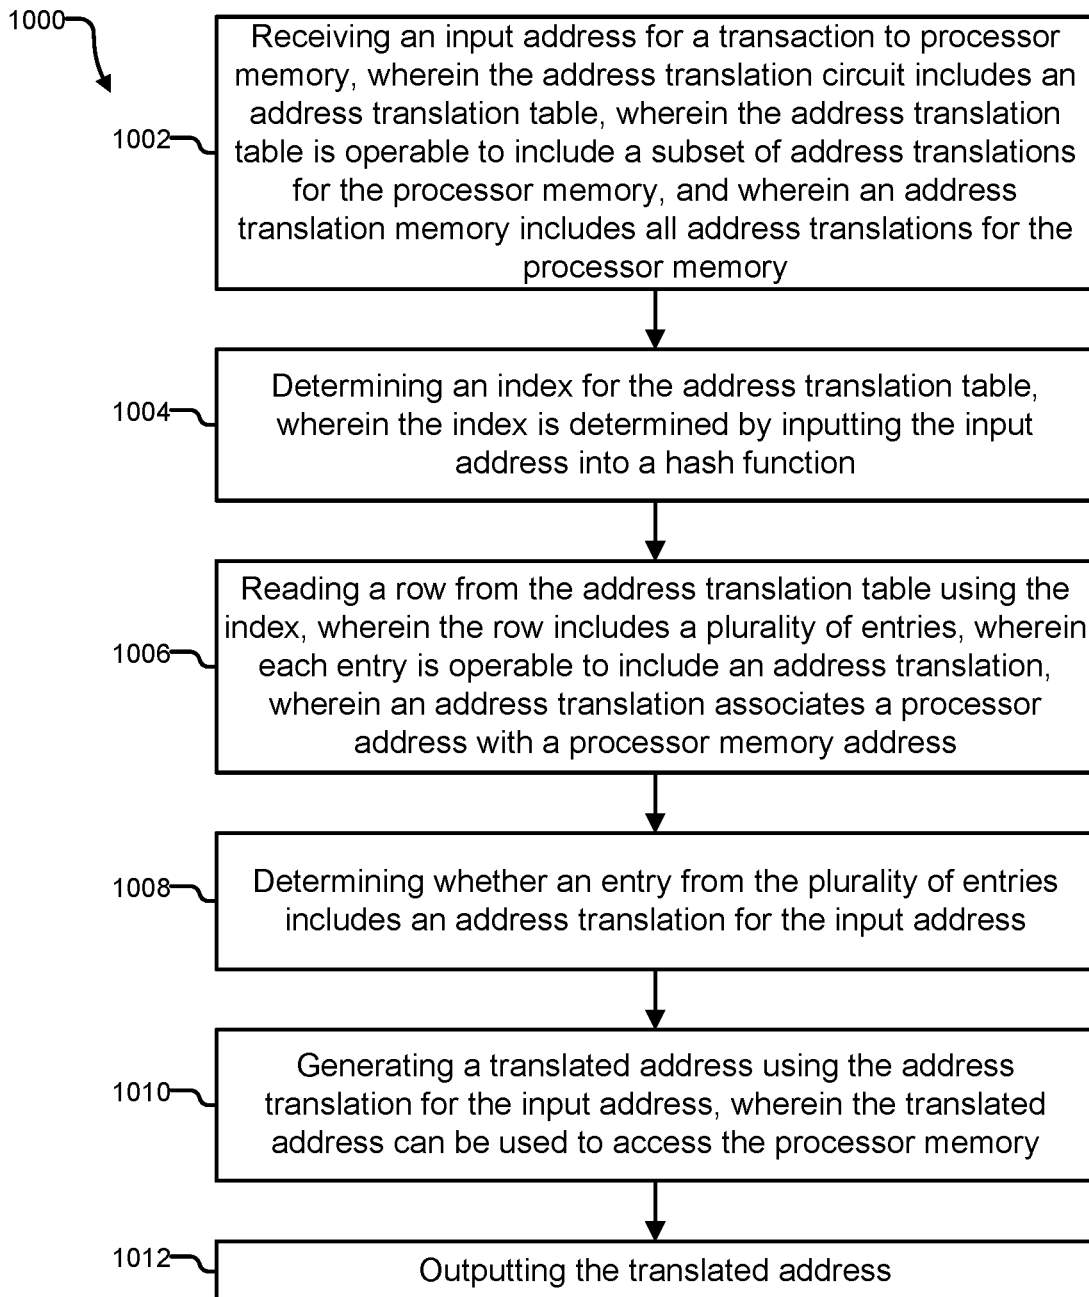 1000
Receiving an input address for a transaction to processor
memory, wherein the address translation circuit includes an
address translation table, wherein the address translation
1002
table is operable to include a subset of address translations
for the processor memory, and wherein an address
translation memory includes all address translations for the
processor memory
Determining an index for the address translation table,
1004
wherein the index is determined by inputting the input
address into a hash function
Reading a row from the address translation table using the
index, wherein the row includes a plurality of entries, wherein
1006
each entry is operable to include an address translation,
wherein an address translation associates a processor
address with a processor memory address
1008
Determining whether an entry from the plurality of entries
includes an address translation for the input address
Generating a translated address using the address
1010
translation for the input address, wherein the translated
address can be used to access the processor memory
1012
Outputting the translated address